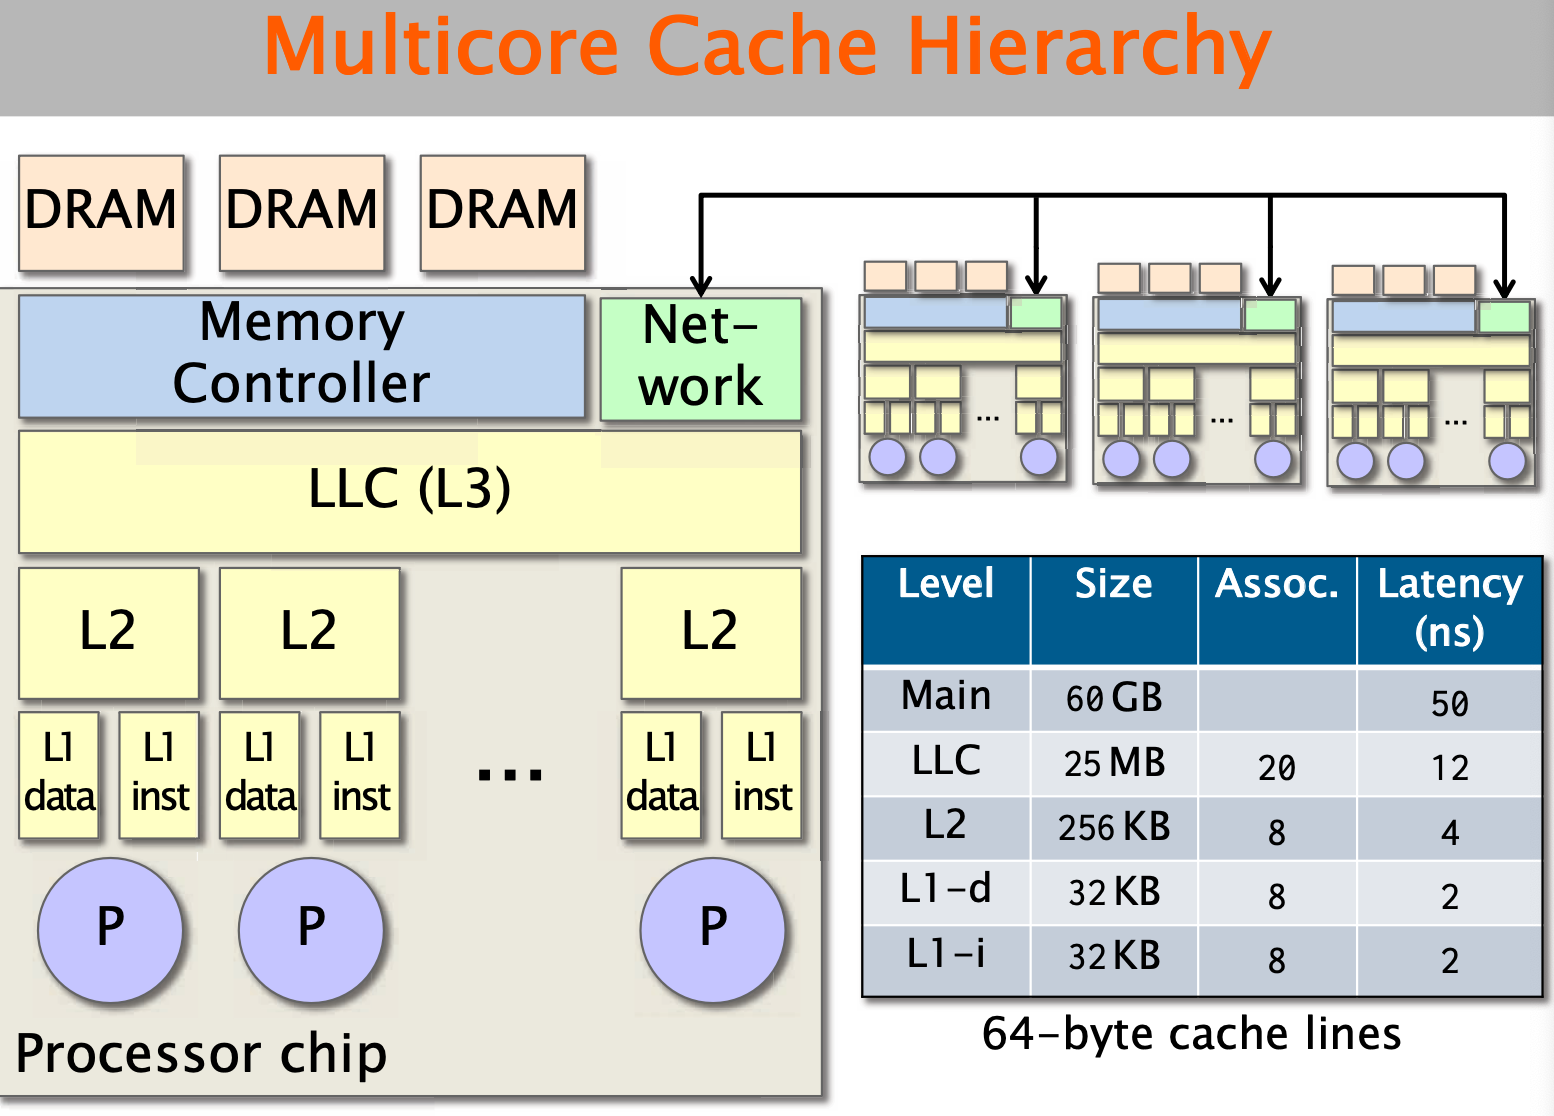 Multicore Cache Hierarchy
DRAM DRAM DRAM
Memory
Controller
Net-
work
LLC (L3)
L2 L2 L2
L1
data
L1
inst
L1
data
L1
inst
...
L1
data
L1
inst
P P P
Processor chip
...
...
...
Level Size Assoc. Latency
(ns)
Main 60 GB 50
LLC 25 MB 20 12
L2 256 KB 8 4
L1-d 32 KB 8 2
L1-i 32 KB 8 2
64-byte cache lines